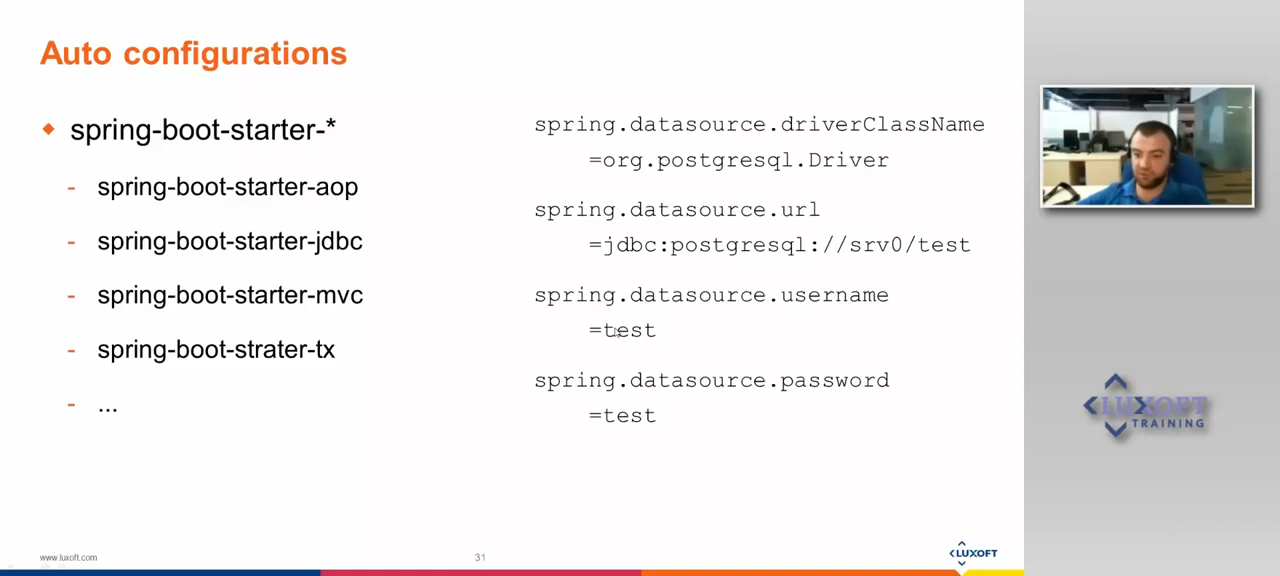 Auto configurations
spring-boot-starter-*
- spring-boot-starter-aop
- spring-boot-starter-jdbc
- spring-boot-starter-mvc
- spring-boot-strater-tx
- ...
spring.datasource.driverClassName
=org.postgresql.Driver
spring.datasource.url
=jdbc:postgresql://srv0/test
spring.datasource.username
=test
spring.datasource.password
=test
LUXOFT
TRAINING
www.luxoft.com
31
LUXOFT